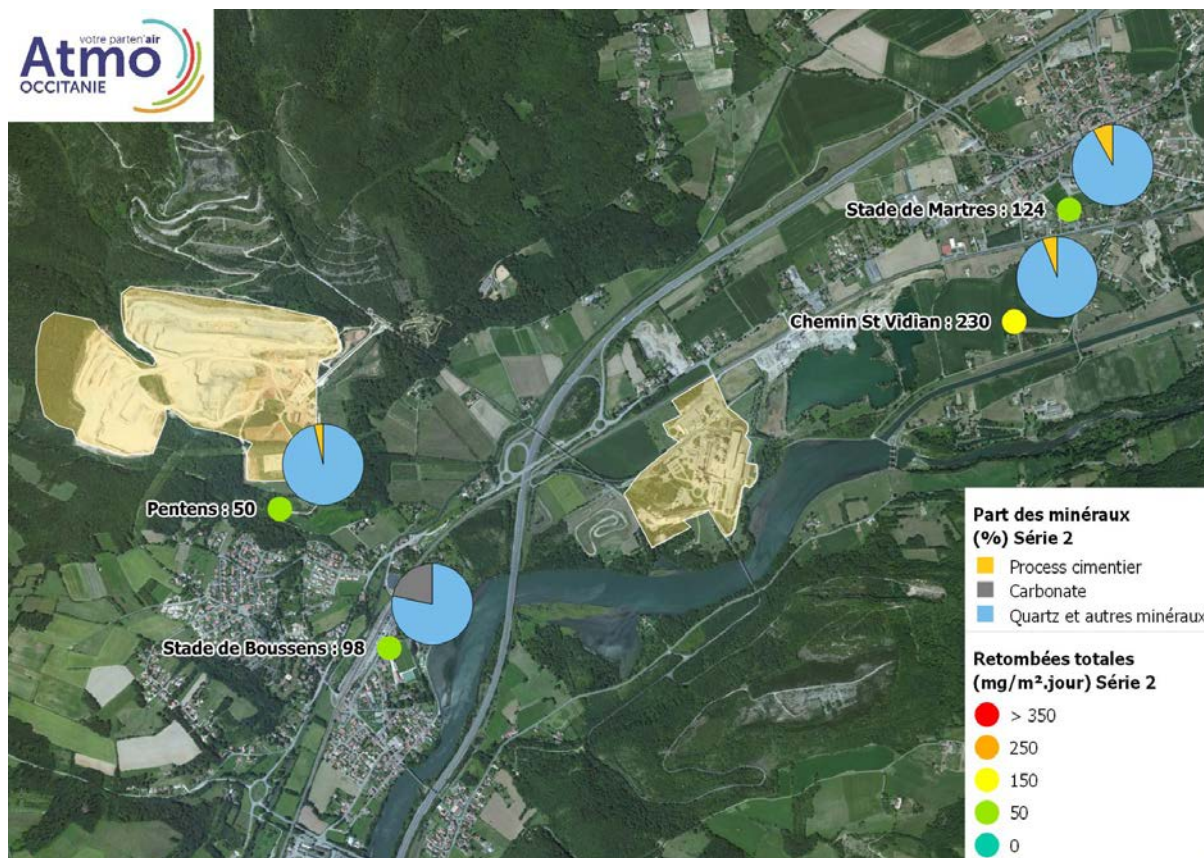 votre parten'air
Atmo
OCCITANIE
Stade de Martres : 124
Chemin St Vidian : 230
Pentens : 50
Stade de Boussens : 98
Part des minéraux
(%) Série 2
Process cimentier
Carbonate
Quartz et autres minéraux
Retombées totales
(mg/m².jour) Série 2
> 350
250
150
50
0